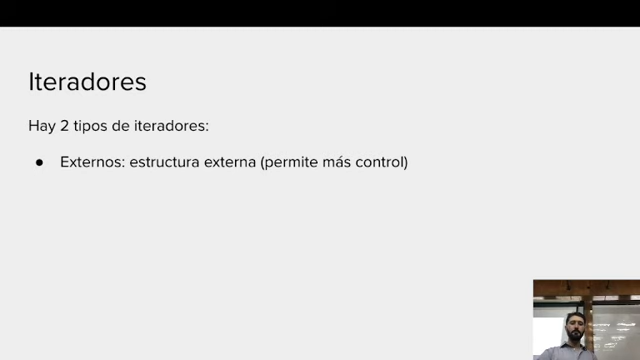 Iteradores
Hay 2 tipos de iteradores:
● Externos: estructura externa (permite más control)